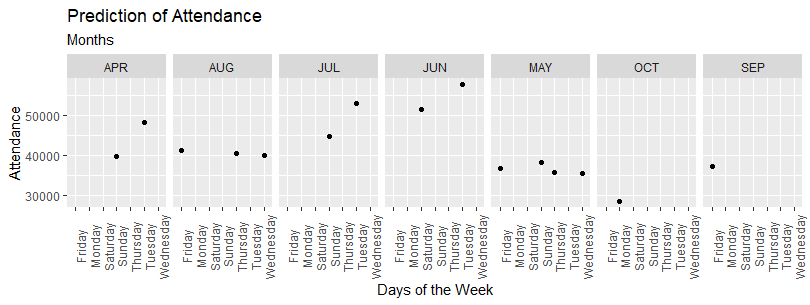 Prediction of Attendance
Months
APR AUG JUL JUN MAY OCT SEP
Attendance
50000
40000
30000
Friday Monday Saturday Sunday Thursday Tuesday Wednesday Friday Monday Saturday Sunday Thursday Tuesday Wednesday Friday Monday Saturday Sunday Thursday Tuesday Wednesday Friday Monday Saturday Sunday Thursday Tuesday Wednesday Friday Monday Saturday Sunday Thursday Tuesday Wednesday Friday Monday Saturday Sunday Thursday Tuesday Wednesday Friday Monday Saturday Sunday Thursday Tuesday Wednesday
Days of the Week